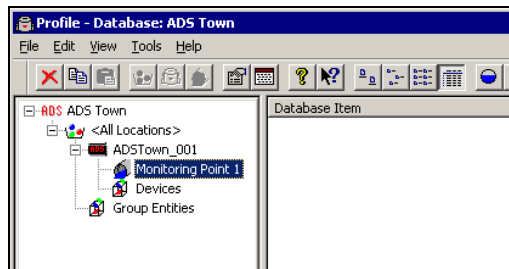 Profile - Database: ADS Town
File Edit View Tools Help
Database Item
ADS ADS Town
<All Locations>
ADSTown_001
Monitoring Point 1
Devices
Group Entities